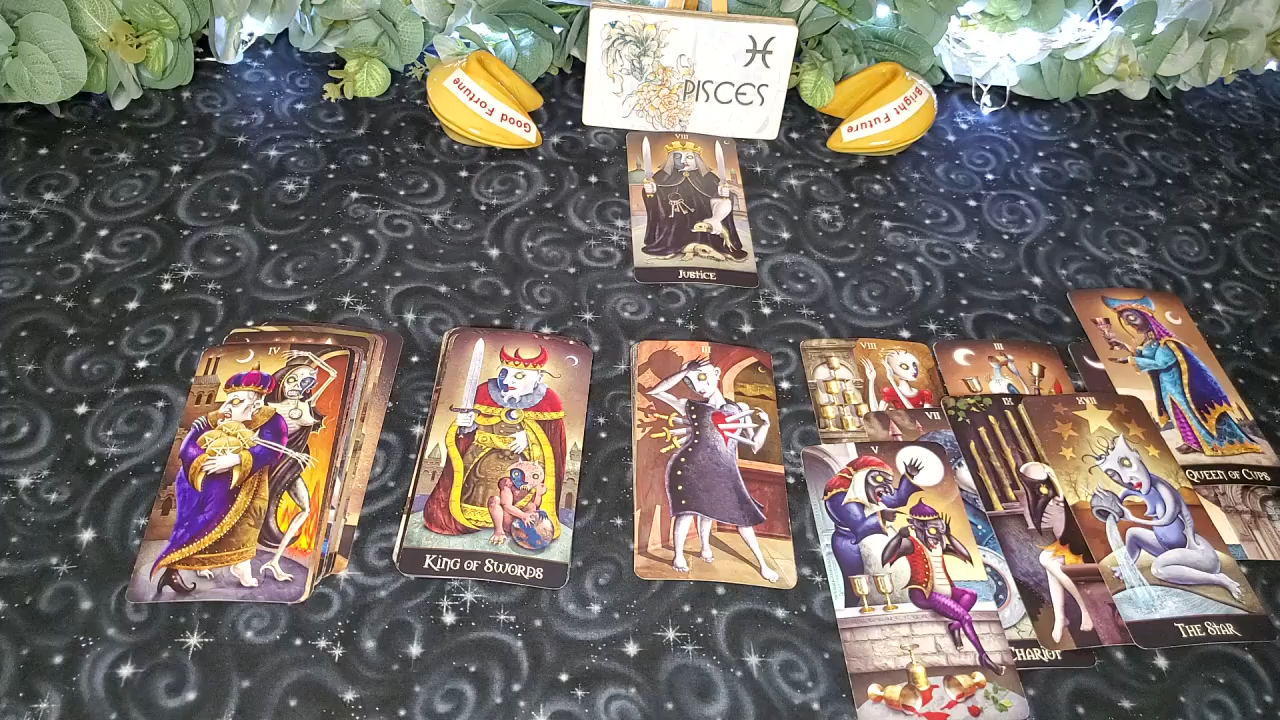 ♓
PISCES
Good Fortune
Bright Future
VIII
JUSTICE
IV
KING OF SWORDS
III
VIII
VII
V
III
IX
CHARIOT
XVII
THE STAR
QUEEN OF CUPS